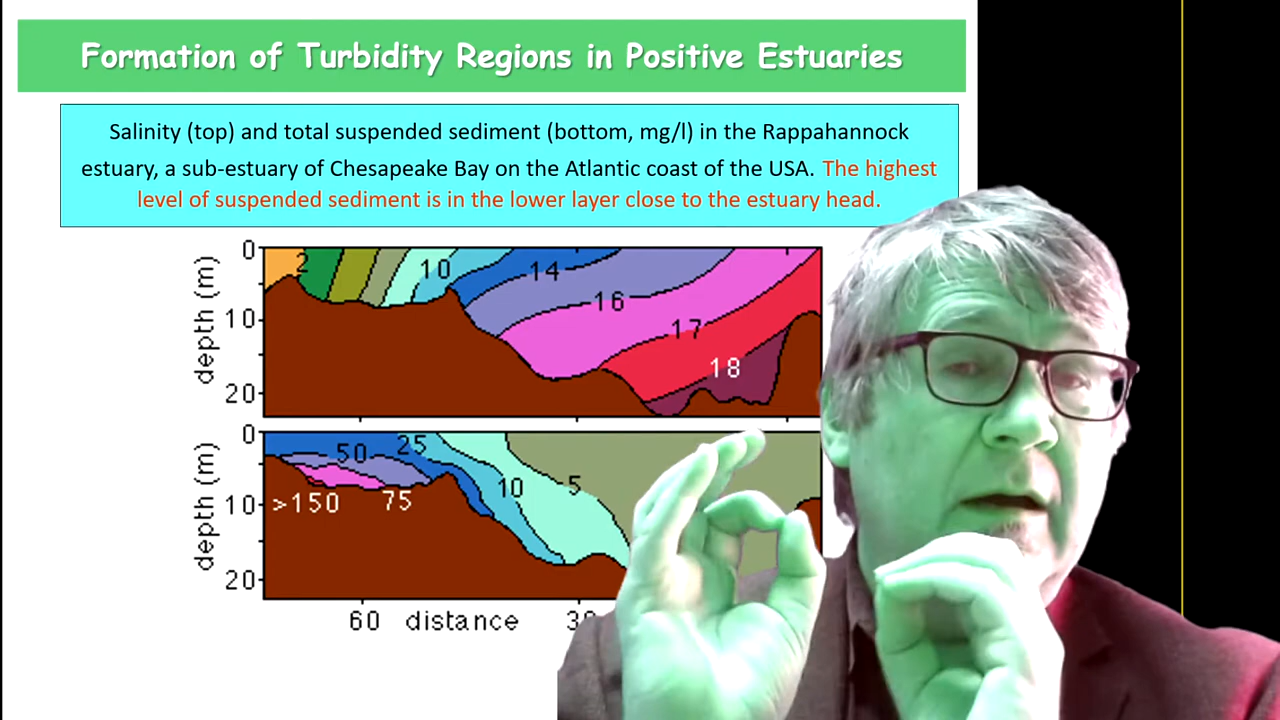 Formation of Turbidity Regions in Positive Estuaries
Salinity (top) and total suspended sediment (bottom, mg/l) in the Rappahannock
estuary, a sub-estuary of Chesapeake Bay on the Atlantic coast of the USA. The highest
level of suspended sediment is in the lower layer close to the estuary head.
depth (m)
0
10
20
2
10
14
16
17
18
depth (m)
0
10
20
50
25
10
5
>150
75
60
distance